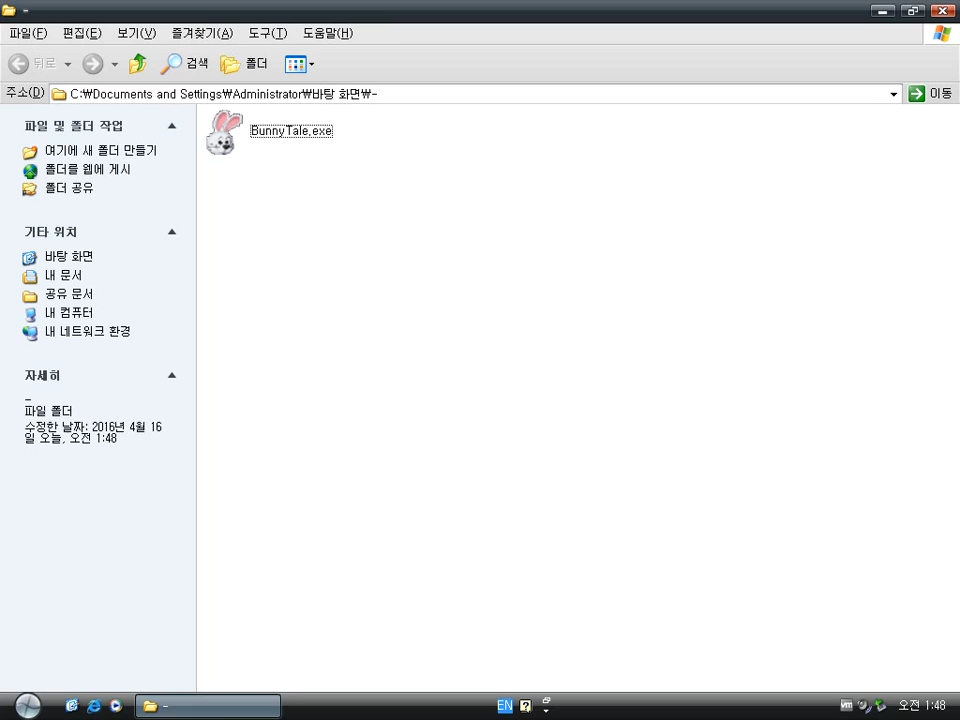 -
파일(F) 편집(E) 보기(V) 즐겨찾기(A) 도구(T) 도움말(H)
뒤로 검색 폴더
주소(D) C:₩Documents and Settings₩Administrator₩바탕 화면₩- 이동
파일 및 폴더 작업
여기에 새 폴더 만들기
폴더를 웹에 게시
폴더 공유
기타 위치
바탕 화면
내 문서
공유 문서
내 컴퓨터
내 네트워크 환경
자세히
-
파일 폴더
수정한 날짜: 2016년 4월 16
일 오늘, 오전 1:48
BunnyTale.exe
- EN vm 오전 1:48